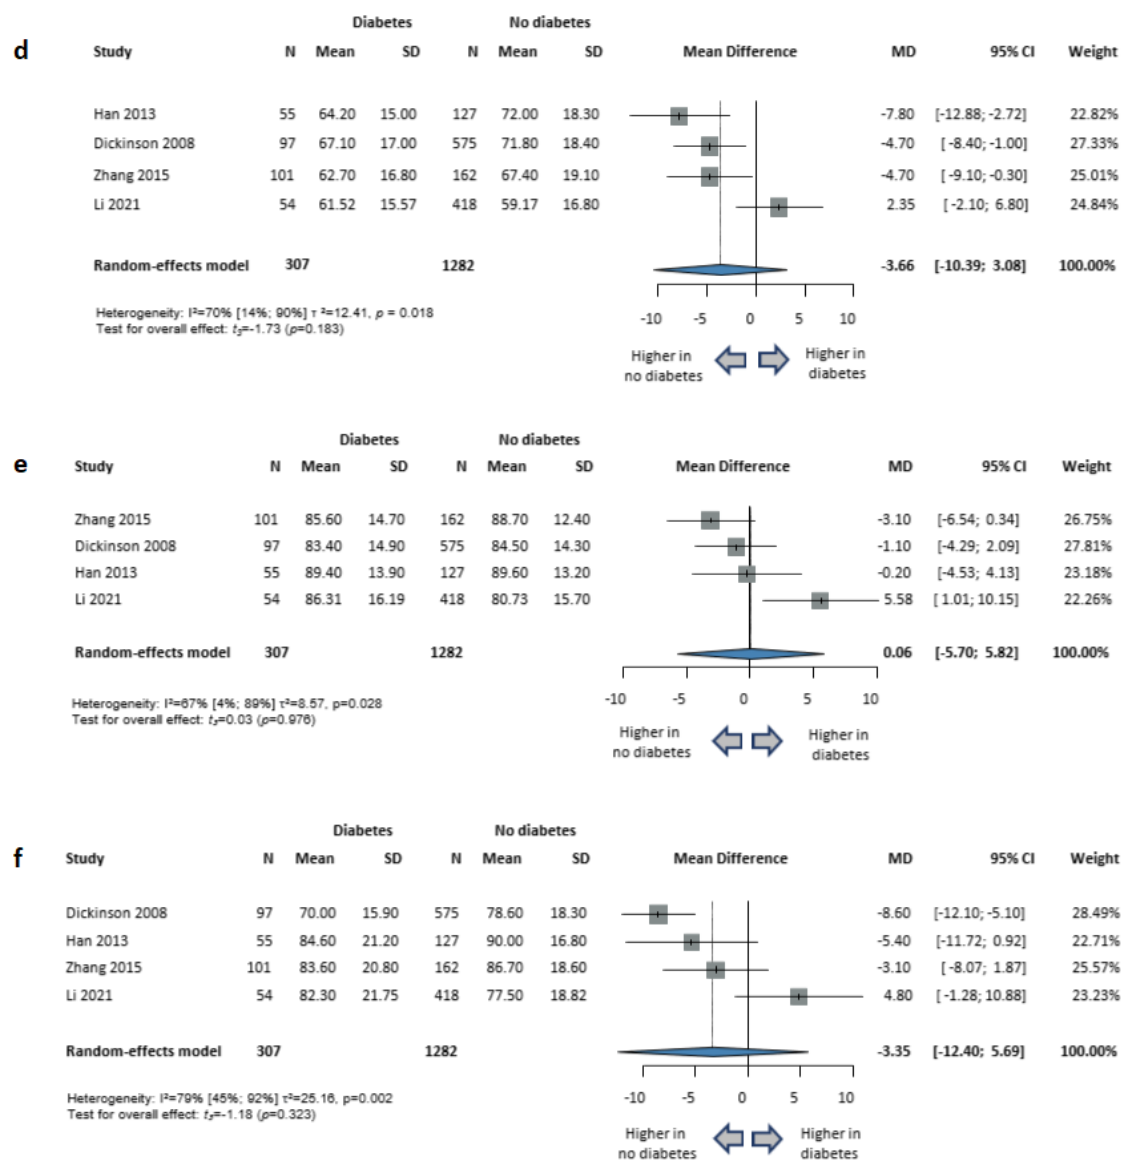 d
Diabetes No diabetes
Study N Mean SD N Mean SD Mean Difference MD 95% CI Weight
Han 2013 55 64.20 15.00 127 72.00 18.30 -7.80 [-12.88; -2.72] 22.82%
Dickinson 2008 97 67.10 17.00 575 71.80 18.40 -4.70 [ -8.40; -1.00] 27.33%
Zhang 2015 101 62.70 16.80 162 67.40 19.10 -4.70 [ -9.10; -0.30] 25.01%
Li 2021 54 61.52 15.57 418 59.17 16.80 2.35 [ -2.10; 6.80] 24.84%
Random-effects model 307 1282 -3.66 [-10.39; 3.08] 100.00%
Heterogeneity: I²=70% [14%; 90%] τ ²=12.41, p = 0.018
Test for overall effect: t₃=-1.73 (p=0.183)
-10 -5 0 5 10
Higher in Higher in
no diabetes diabetes
e
Diabetes No diabetes
Study N Mean SD N Mean SD Mean Difference MD 95% CI Weight
Zhang 2015 101 85.60 14.70 162 88.70 12.40 -3.10 [-6.54; 0.34] 26.75%
Dickinson 2008 97 83.40 14.90 575 84.50 14.30 -1.10 [-4.29; 2.09] 27.81%
Han 2013 55 89.40 13.90 127 89.60 13.20 -0.20 [-4.53; 4.13] 23.18%
Li 2021 54 86.31 16.19 418 80.73 15.70 5.58 [ 1.01; 10.15] 22.26%
Random-effects model 307 1282 0.06 [-5.70; 5.82] 100.00%
Heterogeneity: I²=67% [4%; 89%] τ²=8.57, p=0.028
Test for overall effect: t₃=0.03 (p=0.976)
-10 -5 0 5 10
Higher in Higher in
no diabetes diabetes
f
Diabetes No diabetes
Study N Mean SD N Mean SD Mean Difference MD 95% CI Weight
Dickinson 2008 97 70.00 15.90 575 78.60 18.30 -8.60 [-12.10; -5.10] 28.49%
Han 2013 55 84.60 21.20 127 90.00 16.80 -5.40 [-11.72; 0.92] 22.71%
Zhang 2015 101 83.60 20.80 162 86.70 18.60 -3.10 [-8.07; 1.87] 25.57%
Li 2021 54 82.30 21.75 418 77.50 18.82 4.80 [ -1.28; 10.88] 23.23%
Random-effects model 307 1282 -3.35 [-12.40; 5.69] 100.00%
Heterogeneity: I²=79% [45%; 92%] τ²=25.16, p=0.002
Test for overall effect: t₃=-1.18 (p=0.323)
-10 -5 0 5 10
Higher in Higher in
no diabetes diabetes